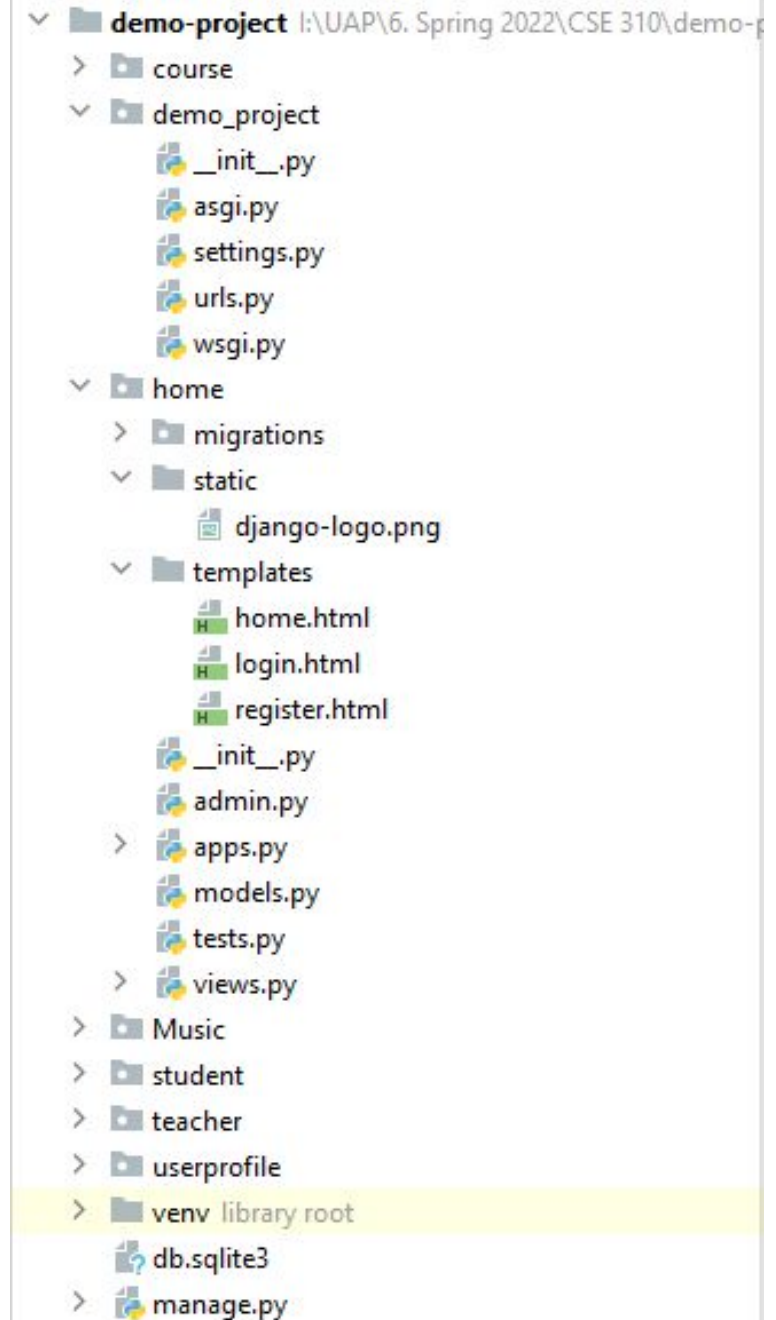 demo-project I:\UAP\6. Spring 2022\CSE 310\demo-p
course
demo_project
__init__.py
asgi.py
settings.py
urls.py
wsgi.py
home
migrations
static
django-logo.png
templates
home.html
login.html
register.html
__init__.py
admin.py
apps.py
models.py
tests.py
views.py
Music
student
teacher
userprofile
venv library root
db.sqlite3
manage.py